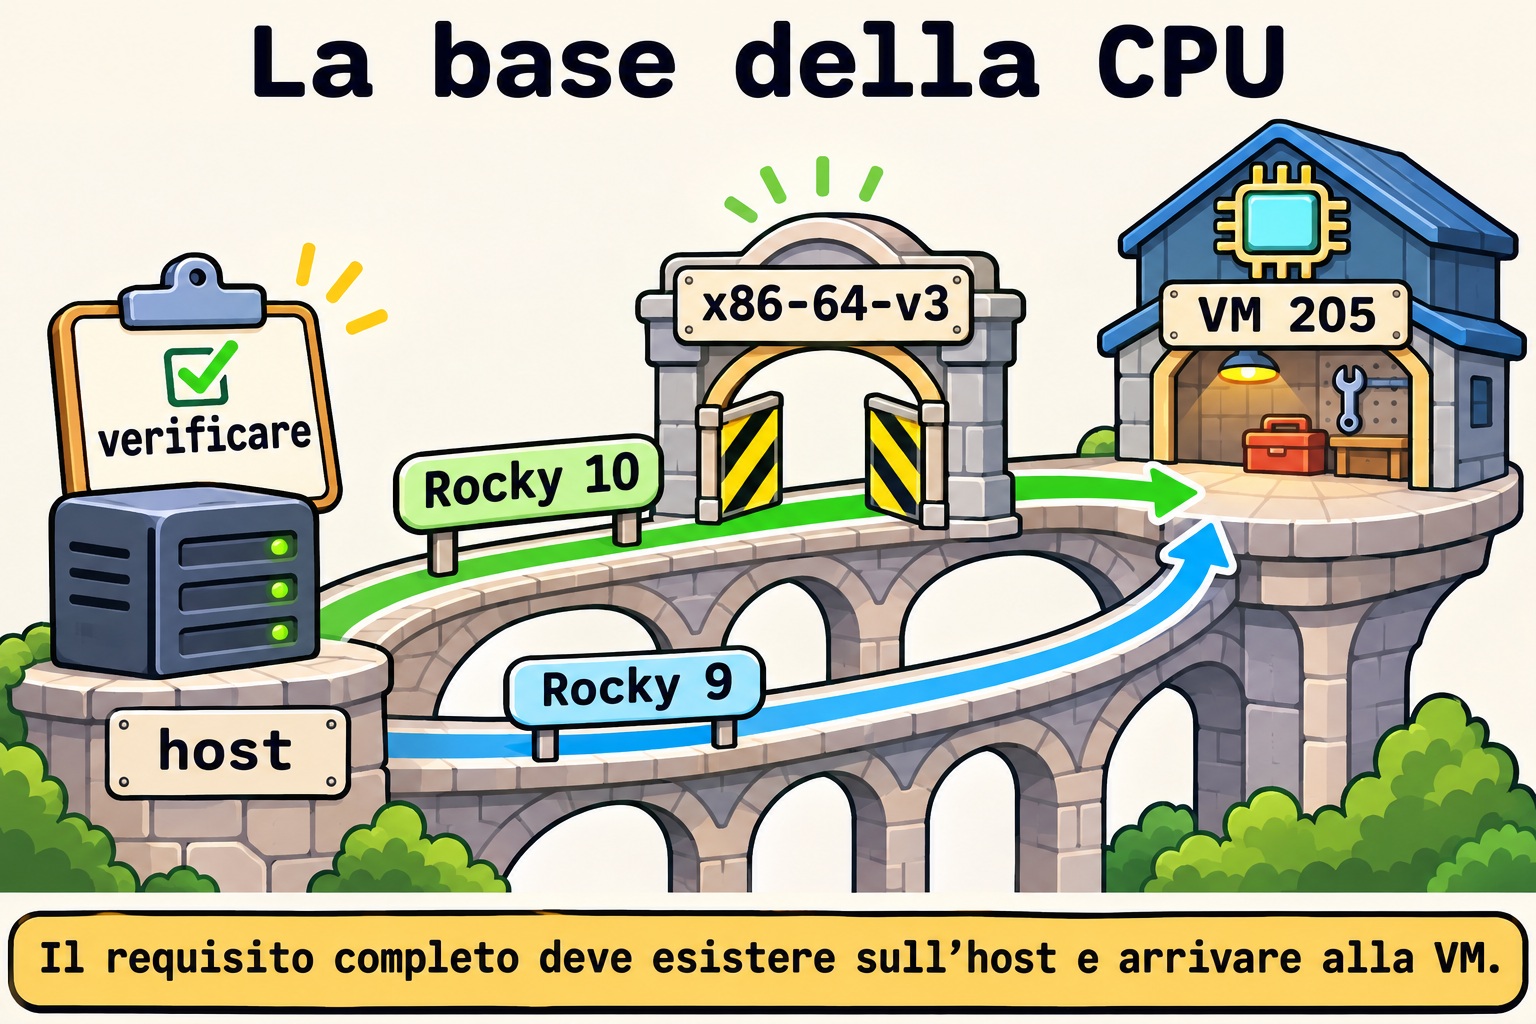 La base della CPU
x86-64-v3
VM 205
verificare
Rocky 10
Rocky 9
host
Il requisito completo deve esistere sull’host e arrivare alla VM.